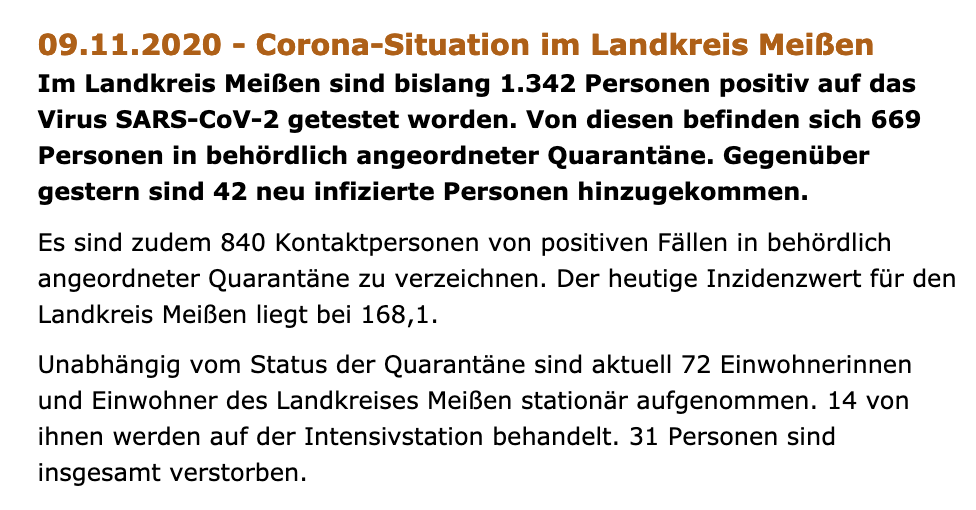 09.11.2020 - Corona-Situation im Landkreis Meißen
Im Landkreis Meißen sind bislang 1.342 Personen positiv auf das
Virus SARS-CoV-2 getestet worden. Von diesen befinden sich 669
Personen in behördlich angeordneter Quarantäne. Gegenüber
gestern sind 42 neu infizierte Personen hinzugekommen.
Es sind zudem 840 Kontaktpersonen von positiven Fällen in behördlich
angeordneter Quarantäne zu verzeichnen. Der heutige Inzidenzwert für den
Landkreis Meißen liegt bei 168,1.
Unabhängig vom Status der Quarantäne sind aktuell 72 Einwohnerinnen
und Einwohner des Landkreises Meißen stationär aufgenommen. 14 von
ihnen werden auf der Intensivstation behandelt. 31 Personen sind
insgesamt verstorben.